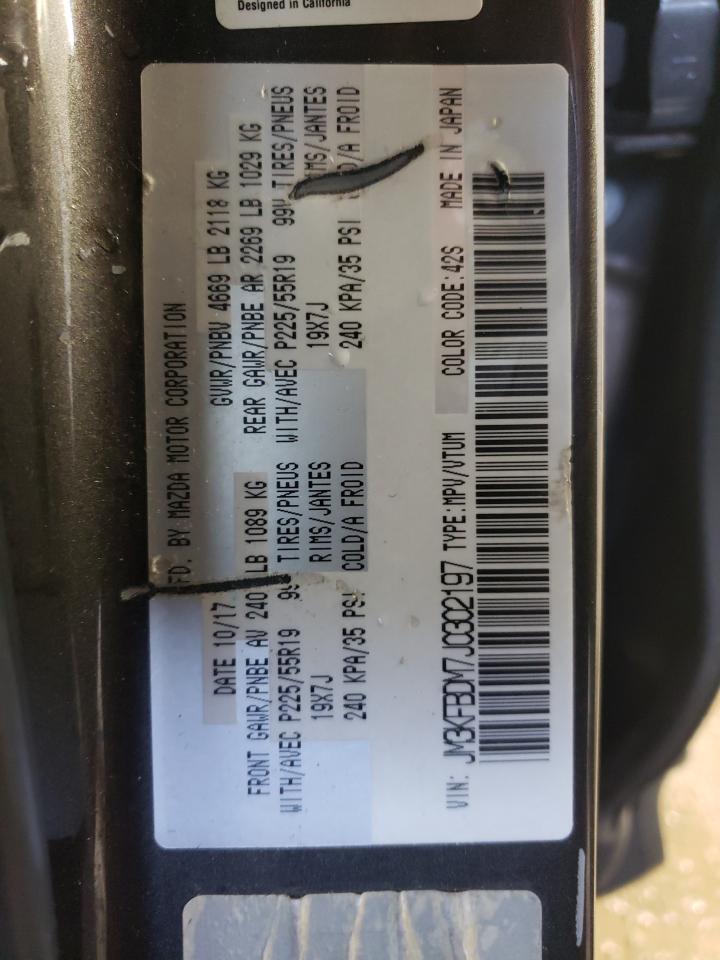 Designed in California
FD. BY MAZDA MOTOR CORPORATION
DATE 10/17
GVWR/PNBV 4669 LB 2118 KG
FRONT GAWR/PNBE AV 240 LB 1089 KG
REAR GAWR/PNBE AR 2269 LB 1029 KG
WITH/AVEC P225/55R19 TIRES/PNEUS
WITH/AVEC P225/55R19 99V TIRES/PNEUS
19X7J RIMS/JANTES
19X7J MS/JANTES
240 KPA/35 PSI COLD/A FROID
240 KPA/35 PSI D/A FROID
COLOR CODE:42S MADE IN JAPAN
VIN: JM3KFBDM7J0302197 TYPE:MPV/VTUM